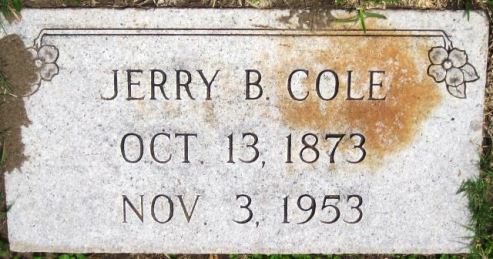 JERRY B. COLE
OCT. 13, 1873
NOV. 3, 1953